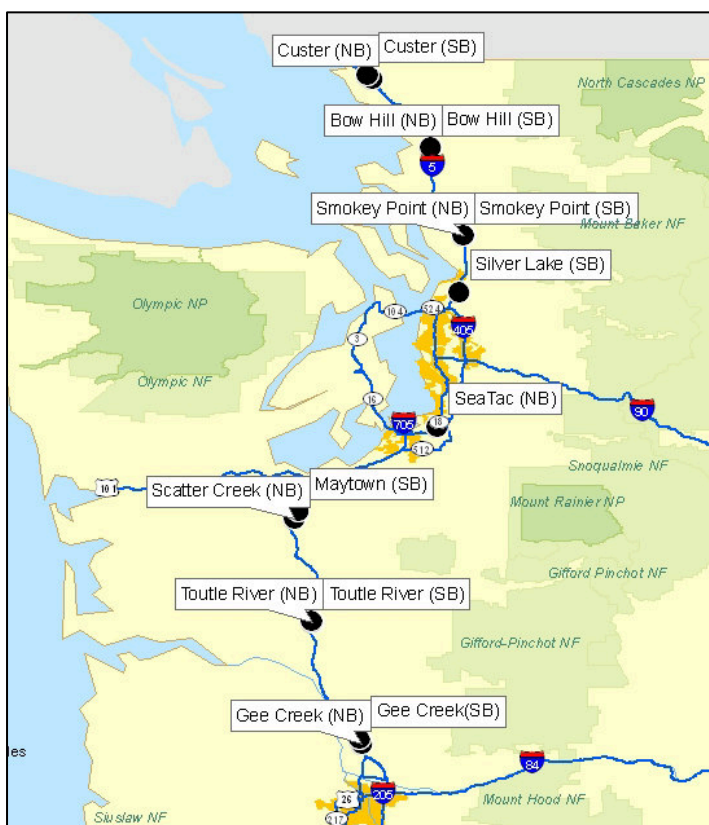 Custer (NB)
Custer (SB)
North Cascades NP
Bow Hill (NB)
Bow Hill (SB)
5
Smokey Point (NB)
Smokey Point (SB)
Mount Baker NF
Silver Lake (SB)
Olympic NP
104
524
3
405
Olympic NF
16
SeaTac (NB)
90
705
18
512
Snoqualmie NF
101
Scatter Creek (NB)
Maytown (SB)
Mount Rainier NP
Gifford Pinchot NF
Toutle River (NB)
Toutle River (SB)
Gifford-Pinchot NF
Gee Creek (NB)
Gee Creek(SB)
les
84
26
205
Mount Hood NF
Siuslaw NF
217